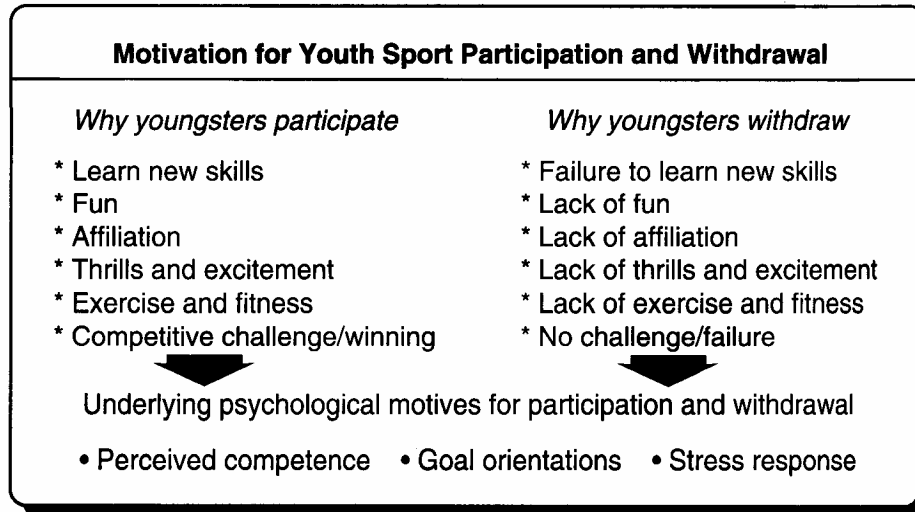 Motivation for Youth Sport Participation and Withdrawal
Why youngsters participate
* Learn new skills
* Fun
* Affiliation
* Thrills and excitement
* Exercise and fitness
* Competitive challenge/winning
Why youngsters withdraw
* Failure to learn new skills
* Lack of fun
* Lack of affiliation
* Lack of thrills and excitement
* Lack of exercise and fitness
* No challenge/failure
Underlying psychological motives for participation and withdrawal
• Perceived competence • Goal orientations • Stress response